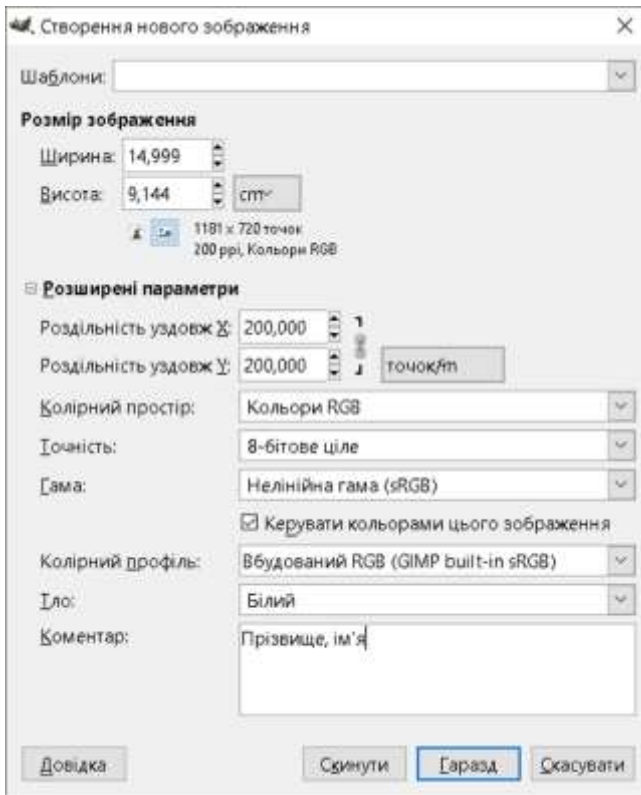 Створення нового зображення
Шаблони:
Розмір зображення
Ширина: 14,999
Висота: 9,144 cm
1181 × 720 точок
200 ppi, Кольори RGB
Розширені параметри
Роздільність уздовж X: 200,000
Роздільність уздовж Y: 200,000 точок/in
Колірний простір: Кольори RGB
Точність: 8-бітове ціле
Гама: Нелінійна гама (sRGB)
Керувати кольорами цього зображення
Колірний профіль: Вбудований RGB (GIMP built-in sRGB)
Тло: Білий
Коментар: Прізвище, ім'я
Довідка Скинути Гаразд Скасувати